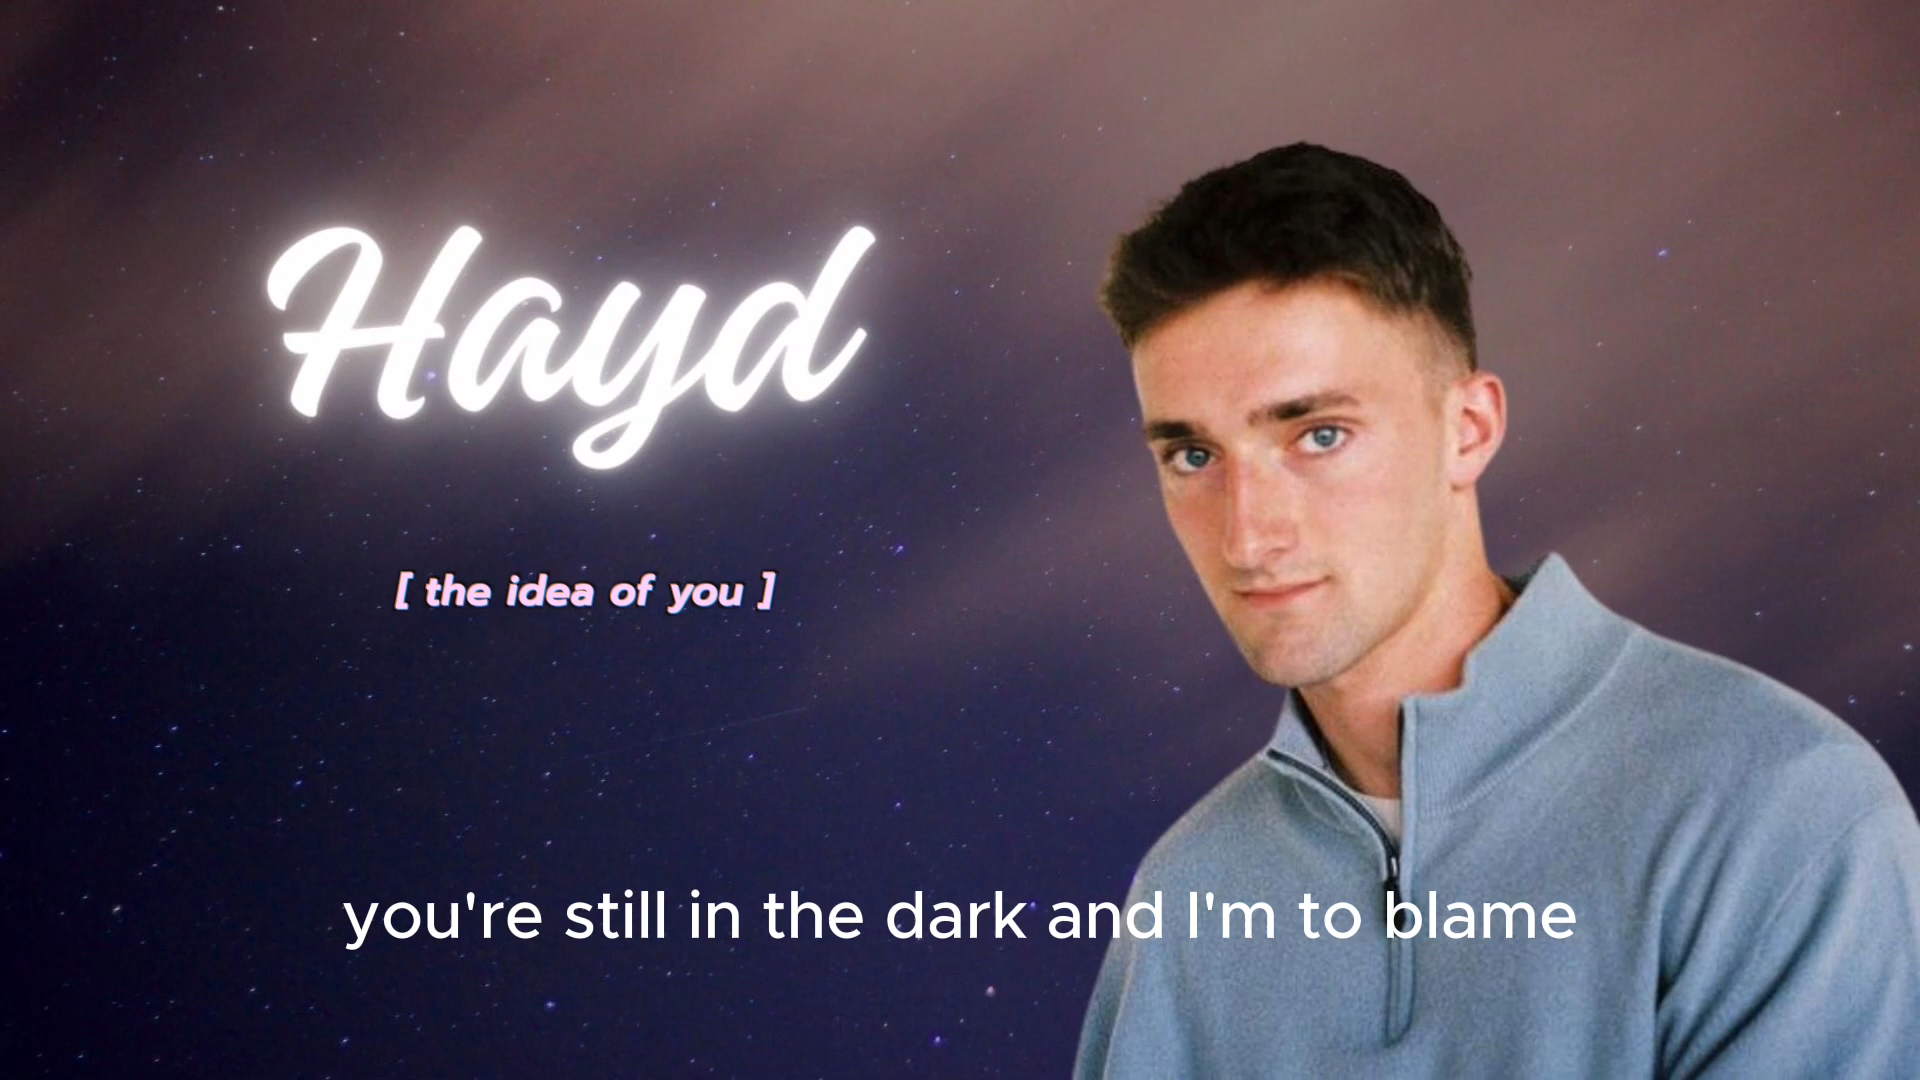 Hayd
[ the idea of you ]
you're still in the dark and I'm to blame